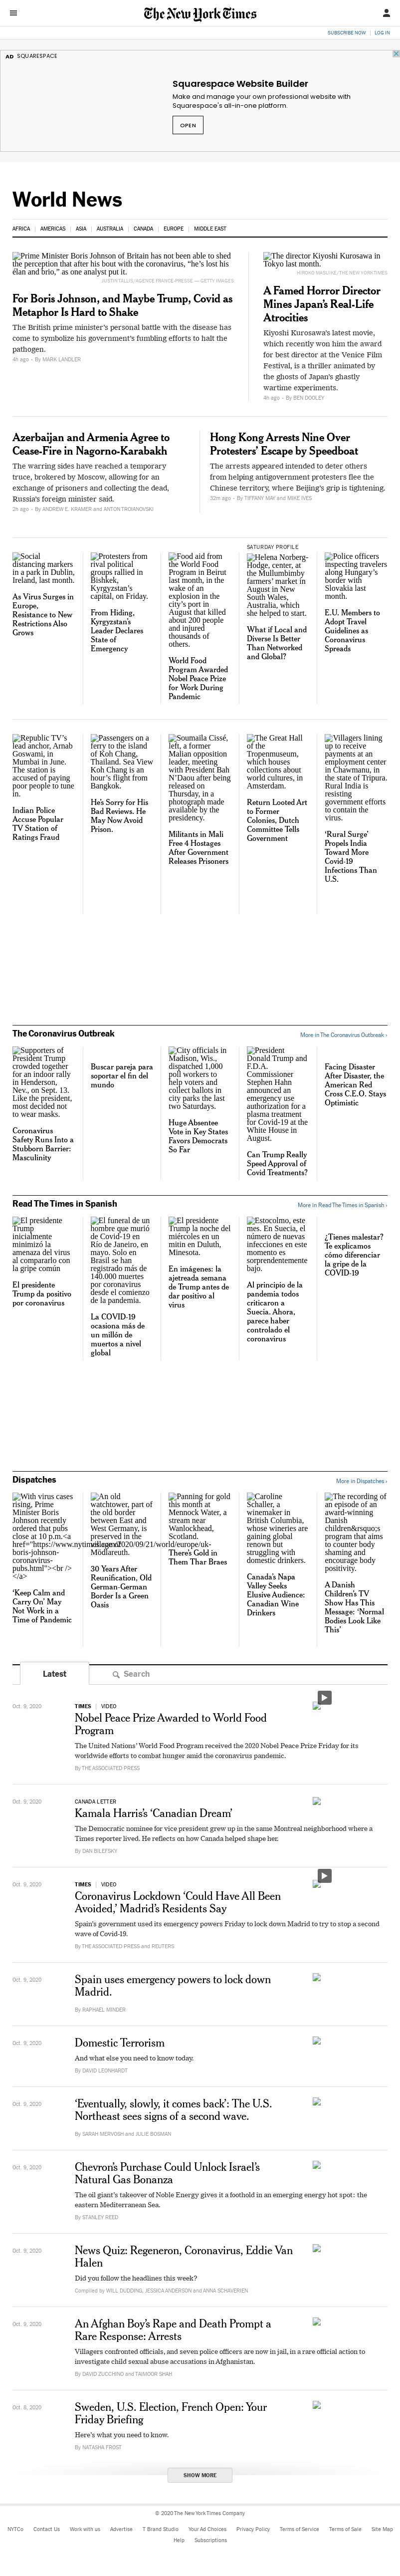 The New York Times
SUBSCRIBE NOW | LOG IN
AD SQUARESPACE
Squarespace Website Builder
Make and manage your own professional website with
Squarespace's all-in-one platform.
OPEN
World News
AFRICA | AMERICAS | ASIA | AUSTRALIA | CANADA | EUROPE | MIDDLE EAST
Prime Minister Boris Johnson of Britain has not been able to shed
the perception that after his bout with the coronavirus, “he’s lost his
élan and brio,” as one analyst put it.
JUSTIN TALLIS/AGENCE FRANCE-PRESSE — GETTY IMAGES
For Boris Johnson, and Maybe Trump, Covid as
Metaphor Is Hard to Shake
The British prime minister’s personal battle with the disease has
come to symbolize his government’s fumbling efforts to halt the
pathogen.
4h ago – By MARK LANDLER
The director Kiyoshi Kurosawa in
Tokyo last month.
HIROKO MASUIKE/THE NEW YORK TIMES
A Famed Horror Director
Mines Japan’s Real-Life
Atrocities
Kiyoshi Kurosawa’s latest movie,
which recently won him the award
for best director at the Venice Film
Festival, is a thriller animated by
the ghosts of Japan’s ghastly
wartime experiments.
4h ago – By BEN DOOLEY
Azerbaijan and Armenia Agree to
Cease-Fire in Nagorno-Karabakh
The warring sides have reached a temporary
truce, brokered by Moscow, allowing for an
exchange of prisoners and collecting the dead,
Russia’s foreign minister said.
2h ago – By ANDREW E. KRAMER and ANTON TROIANOVSKI
Hong Kong Arrests Nine Over
Protesters’ Escape by Speedboat
The arrests appeared intended to deter others
from helping antigovernment protesters flee the
Chinese territory, where Beijing’s grip is tightening.
32m ago – By TIFFANY MAY and MIKE IVES
Social
distancing markers
in a park in Dublin,
Ireland, last month.
As Virus Surges in
Europe,
Resistance to New
Restrictions Also
Grows
Protesters from
rival political
groups rallied in
Bishkek,
Kyrgyzstan’s
capital, on Friday.
From Hiding,
Kyrgyzstan’s
Leader Declares
State of
Emergency
Food aid from
the World Food
Program in Beirut
last month, in the
wake of an
explosion in the
city’s port in
August that killed
about 200 people
and injured
thousands of
others.
World Food
Program Awarded
Nobel Peace Prize
for Work During
Pandemic
SATURDAY PROFILE
Helena Norberg-
Hodge, center, at
the Mullumbimby
farmers’ market in
August in New
South Wales,
Australia, which
she helped to start.
What if Local and
Diverse Is Better
Than Networked
and Global?
Police officers
inspecting travelers
along Hungary’s
border with
Slovakia last
month.
E.U. Members to
Adopt Travel
Guidelines as
Coronavirus
Spreads
Republic TV’s
lead anchor, Arnab
Goswami, in
Mumbai in June.
The station is
accused of paying
poor people to tune
in.
Indian Police
Accuse Popular
TV Station of
Ratings Fraud
Passengers on a
ferry to the island
of Koh Chang,
Thailand. Sea View
Koh Chang is an
hour’s flight from
Bangkok.
He’s Sorry for His
Bad Reviews. He
May Now Avoid
Prison.
Soumaïla Cissé,
left, a former
Malian opposition
leader, meeting
with President Bah
N’Daou after being
released on
Thursday, in a
photograph made
available by the
presidency.
Militants in Mali
Free 4 Hostages
After Government
Releases Prisoners
The Great Hall
of the
Tropenmuseum,
which houses
collections about
world cultures, in
Amsterdam.
Return Looted Art
to Former
Colonies, Dutch
Committee Tells
Government
Villagers lining
up to receive
payments at an
employment center
in Chawmanu, in
the state of Tripura.
Rural India is
resisting
government efforts
to contain the
virus.
‘Rural Surge’
Propels India
Toward More
Covid-19
Infections Than
U.S.
The Coronavirus Outbreak
More in The Coronavirus Outbreak ›
Supporters of
President Trump
crowded together
for an indoor rally
in Henderson,
Nev., on Sept. 13.
Like the president,
most decided not
to wear masks.
Coronavirus
Safety Runs Into a
Stubborn Barrier:
Masculinity
Buscar pareja para
soportar el fin del
mundo
City officials in
Madison, Wis.,
dispatched 1,000
poll workers to
help voters and
collect ballots in
city parks the last
two Saturdays.
Huge Absentee
Vote in Key States
Favors Democrats
So Far
President
Donald Trump and
F.D.A.
Commissioner
Stephen Hahn
announced an
emergency use
authorization for a
plasma treatment
for Covid-19 at the
White House in
August.
Can Trump Really
Speed Approval of
Covid Treatments?
Facing Disaster
After Disaster, the
American Red
Cross C.E.O. Stays
Optimistic
Read The Times in Spanish
More in Read The Times in Spanish ›
El presidente
Trump
inicialmente
minimizó la
amenaza del virus
al compararlo con
la gripe común
El presidente
Trump da positivo
por coronavirus
El funeral de un
hombre que murió
de Covid-19 en
Río de Janeiro, en
mayo. Solo en
Brasil se han
registrado más de
140.000 muertes
por coronavirus
desde el comienzo
de la pandemia.
La COVID-19
ocasiona más de
un millón de
muertos a nivel
global
El presidente
Trump la noche del
miércoles en un
mitin en Duluth,
Minesota.
En imágenes: la
ajetreada semana
de Trump antes de
dar positivo al
virus
Estocolmo, este
mes. En Suecia, el
número de nuevas
infecciones en este
momento es
sorprendentemente
bajo.
Al principio de la
pandemia todos
criticaron a
Suecia. Ahora,
parece haber
controlado el
coronavirus
¿Tienes malestar?
Te explicamos
cómo diferenciar
la gripe de la
COVID-19
Dispatches
More in Dispatches ›
With virus cases
rising, Prime
Minister Boris
Johnson recently
ordered that pubs
close at 10 p.m.<a
href="https://www.nytimes.com/2020/09/21/world/europe/uk-
boris-johnson-
coronavirus-
pubs.html"><br />
</a>
‘Keep Calm and
Carry On’ May
Not Work in a
Time of Pandemic
An old
watchtower, part of
the old border
between East and
West Germany, is
preserved in the
Mödlareuth.
30 Years After
Reunification, Old
German-German
Border Is a Green
Oasis
Panning for gold
this month at
Mennock Water, a
stream near
Wanlockhead,
Scotland.
There’s Gold in
Them Thar Braes
Caroline
Schaller, a
winemaker in
British Columbia,
whose wineries are
gaining global
renown but
struggling with
domestic drinkers.
Canada’s Napa
Valley Seeks
Elusive Audience:
Canadian Wine
Drinkers
The recording of
an episode of an
award-winning
Danish
children&rsquo;s
program that aims
to counter body
shaming and
encourage body
positivity.
A Danish
Children’s TV
Show Has This
Message: ‘Normal
Bodies Look Like
This’
Latest
Search
Oct. 9, 2020
TIMES | VIDEO
Nobel Peace Prize Awarded to World Food
Program
The United Nations’ World Food Program received the 2020 Nobel Peace Prize Friday for its
worldwide efforts to combat hunger amid the coronavirus pandemic.
By THE ASSOCIATED PRESS
Oct. 9, 2020
CANADA LETTER
Kamala Harris’s ‘Canadian Dream’
The Democratic nominee for vice president grew up in the same Montreal neighborhood where a
Times reporter lived. He reflects on how Canada helped shape her.
By DAN BILEFSKY
Oct. 9, 2020
TIMES | VIDEO
Coronavirus Lockdown ‘Could Have All Been
Avoided,’ Madrid’s Residents Say
Spain’s government used its emergency powers Friday to lock down Madrid to try to stop a second
wave of Covid-19.
By THE ASSOCIATED PRESS and REUTERS
Oct. 9, 2020
Spain uses emergency powers to lock down
Madrid.
By RAPHAEL MINDER
Oct. 9, 2020
Domestic Terrorism
And what else you need to know today.
By DAVID LEONHARDT
Oct. 9, 2020
‘Eventually, slowly, it comes back’: The U.S.
Northeast sees signs of a second wave.
By SARAH MERVOSH and JULIE BOSMAN
Oct. 9, 2020
Chevron’s Purchase Could Unlock Israel’s
Natural Gas Bonanza
The oil giant’s takeover of Noble Energy gives it a foothold in an emerging energy hot spot: the
eastern Mediterranean Sea.
By STANLEY REED
Oct. 9, 2020
News Quiz: Regeneron, Coronavirus, Eddie Van
Halen
Did you follow the headlines this week?
Compiled by WILL DUDDING, JESSICA ANDERSON and ANNA SCHAVERIEN
Oct. 9, 2020
An Afghan Boy’s Rape and Death Prompt a
Rare Response: Arrests
Villagers confronted officials, and seven police officers are now in jail, in a rare official action to
investigate child sexual abuse accusations in Afghanistan.
By DAVID ZUCCHINO and TAIMOOR SHAH
Oct. 8, 2020
Sweden, U.S. Election, French Open: Your
Friday Briefing
Here’s what you need to know.
By NATASHA FROST
SHOW MORE
© 2020 The New York Times Company
NYTCo Contact Us Work with us Advertise T Brand Studio Your Ad Choices Privacy Policy Terms of Service Terms of Sale Site Map
Help Subscriptions